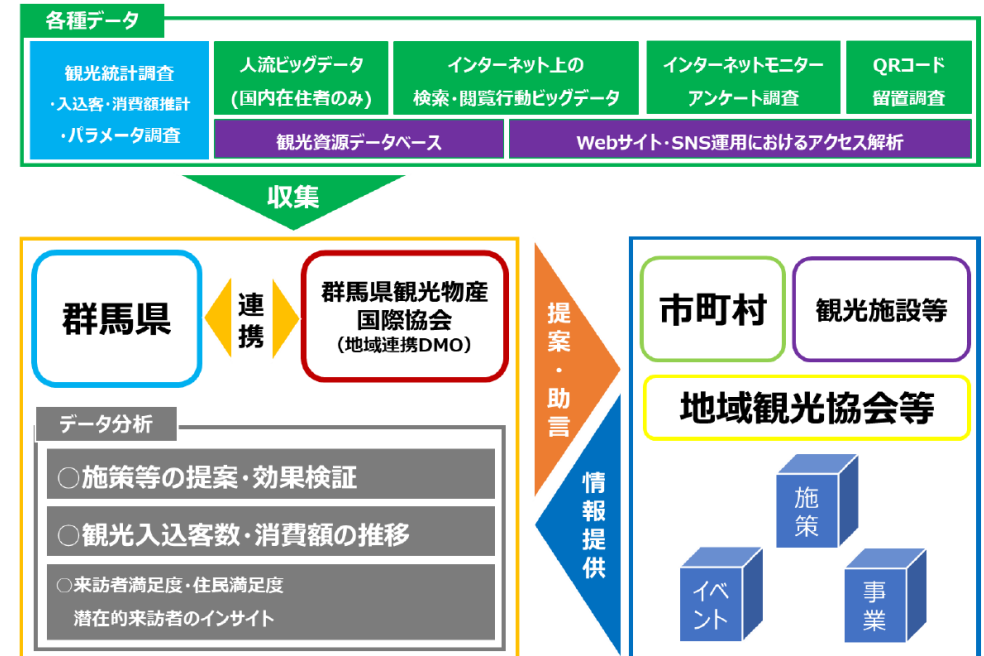 各種データ
観光統計調査
・入込客・消費額推計
・パラメータ調査
人流ビッグデータ
(国内在住者のみ)
インターネット上の
検索・閲覧行動ビッグデータ
インターネットモニター
アンケート調査
QRコード
留置調査
観光資源データベース
Webサイト・SNS運用におけるアクセス解析
収集
群馬県
連携
群馬県観光物産
国際協会
（地域連携DMO）
データ分析
○施策等の提案・効果検証
○観光入込客数・消費額の推移
○来訪者満足度・住民満足度
潜在的来訪者のインサイト
提案・助言
情報提供
市町村
観光施設等
地域観光協会等
施策
イベ
ント
事業